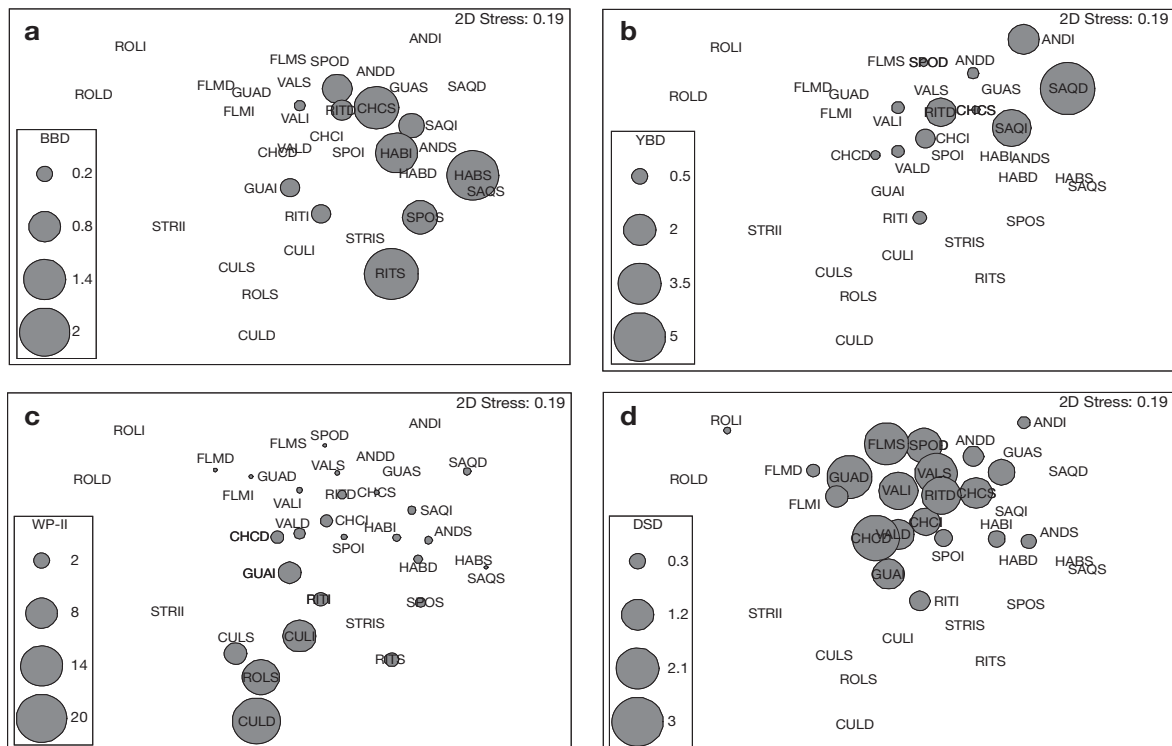 a 2D Stress: 0.19
ROLI ANDI
FLMS SPOD
ANDD
FLMD VALS GUAS SAQD
ROLD GUAD
FLMI VALI RITD CHCS
SAQI
BBD CHCI
CHCD VALD SPOI HABI ANDS
0.2 HABD HABS
GUAI SAQS
0.8 STRII RITI SPOS
STRIS
1.4 CULI
CULS RITS
ROLS
2 CULD
b 2D Stress: 0.19
ROLI ANDI
FLMS SPOD ANDD
FLMD VALS GUAS SAQD
ROLD GUAD
FLMI RITD CHCS
VALI SAQI
YBD CHCI
CHCD SPOI HABI ANDS
0.5 VALD HABD HABS
GUAI SAQS
2 STRII RITI SPOS
STRIS
3.5 CULI
CULS RITS
ROLS
5 CULD
c 2D Stress: 0.19
ROLI ANDI
SPOD
FLMS
FLMD VALS ANDD SAQD
ROLD GUAD GUAS
FLMI VALI RITD CHCS
SAQI
WP-II CHCI
CHCD VALD HABI ANDS
2 SPOI HABD HABS
GUAI SAQS
8 STRII RITI SPOS
STRIS
14 CULS CULI
RITS
ROLS
20 CULD
d 2D Stress: 0.19
ROLI ANDI
FLMS SPOD ANDD
GUAS
FLMD GUAD VALS SAQD
ROLD VALI RITD CHCS
FLMI
SAQI
DSD CHCI HABI
CHCD VALD ANDS
0.3 SPOI HABD HABS
GUAI SAQS
1.2 STRII RITI SPOS
STRIS
2.1 CULI
CULS RITS
ROLS
3 CULD